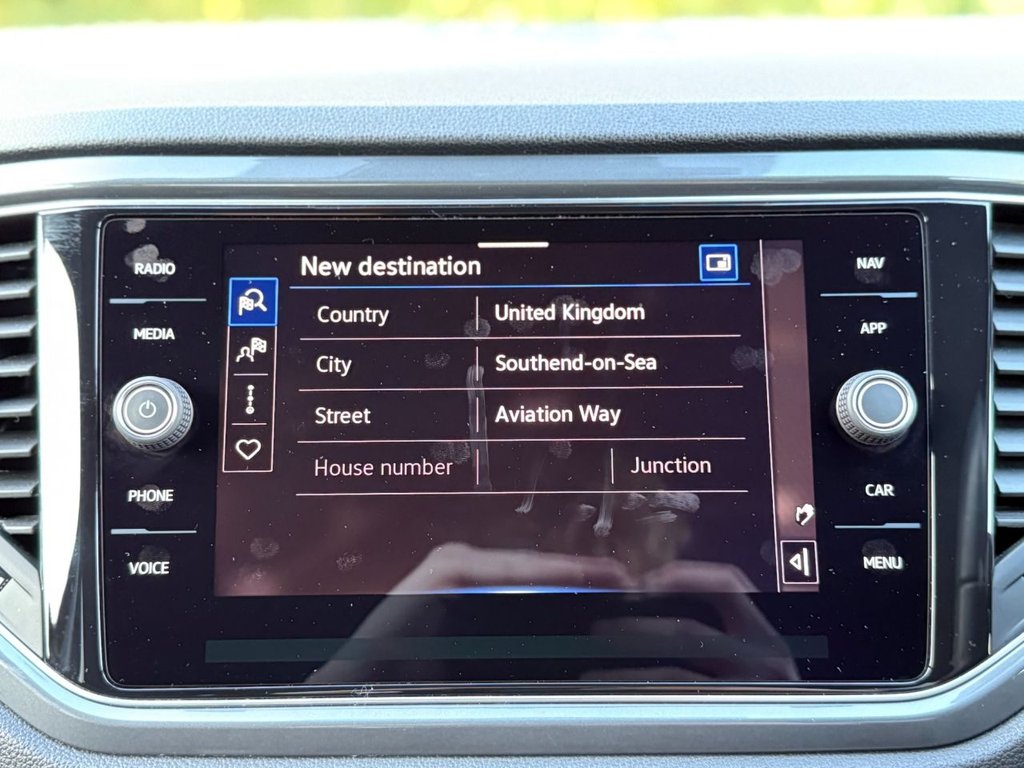 RADIO
MEDIA
PHONE
VOICE
New destination
Country United Kingdom
City Southend-on-Sea
Street Aviation Way
House number Junction
NAV
APP
CAR
MENU